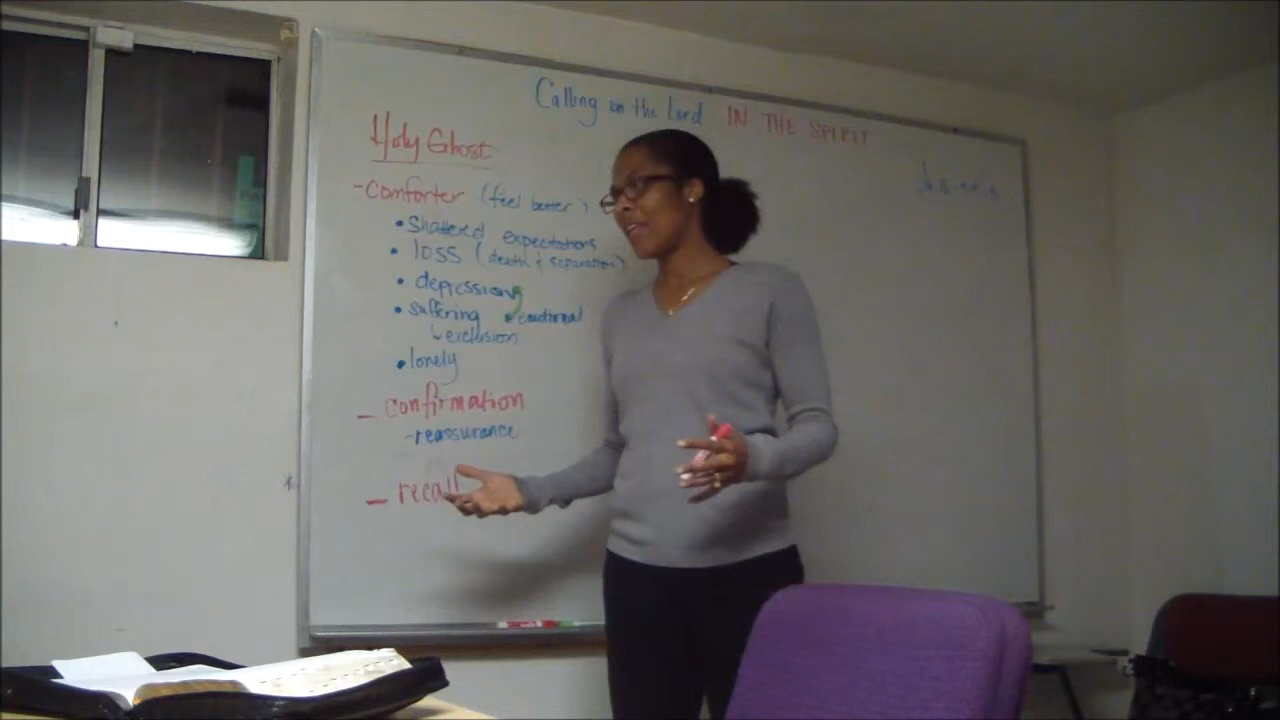 Calling on the Lord IN THE SPIRIT
Holy Ghost
-comforter (feel better)
• Shattered expectations
• loss (death & separation)
• depression
• suffering emotional
↳ exclusion
• lonely
- confirmation
- reassurance
- recall